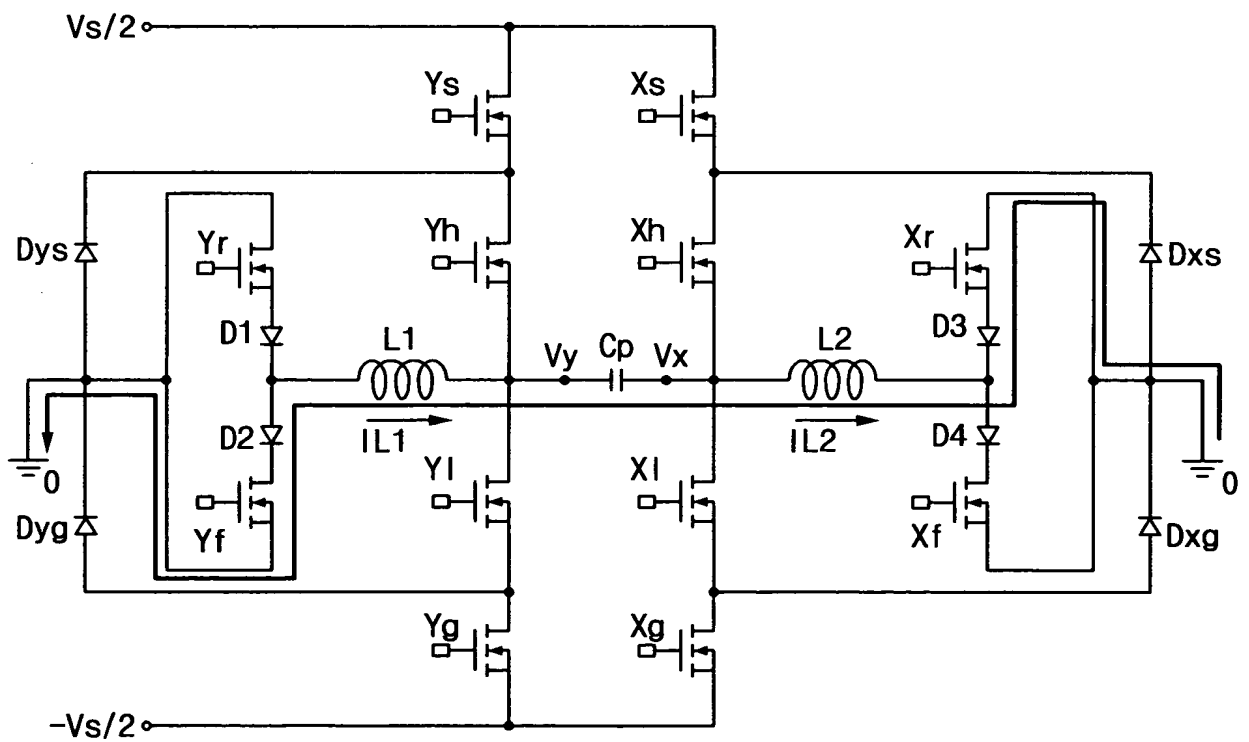 Vs/2
Ys
Xs
Dys
Yr
Yh
Xh
Xr
Dxs
D1
L1
Vy
Cp
Vx
L2
D3
D2
IL1
IL2
D4
0
Yl
Xl
0
Dyg
Yf
Xf
Dxg
Yg
Xg
-Vs/2